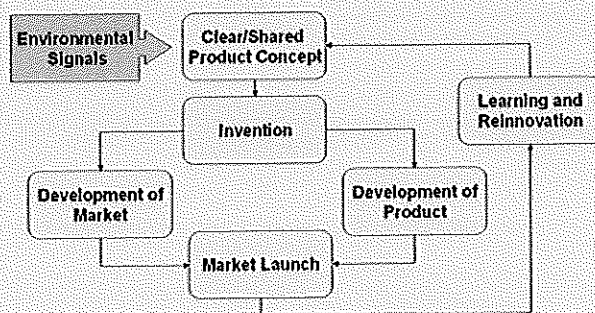 Environmental
Signals
Clear/Shared
Product Concept
Invention
Learning and
Reinnovation
Development of
Market
Development of
Product
Market Launch